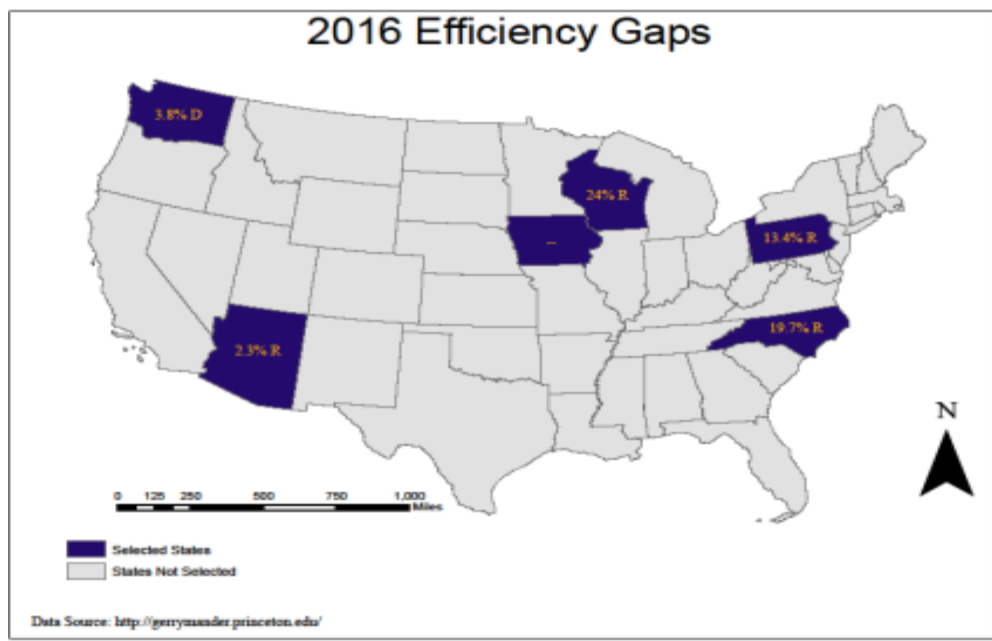 2016 Efficiency Gaps
3.8% D
24% R
--
13.4% R
19.7% R
2.3% R
N
0 125 250 500 750 1,000
Miles
Selected States
States Not Selected
Data Source: http://gerrymander.princeton.edu/